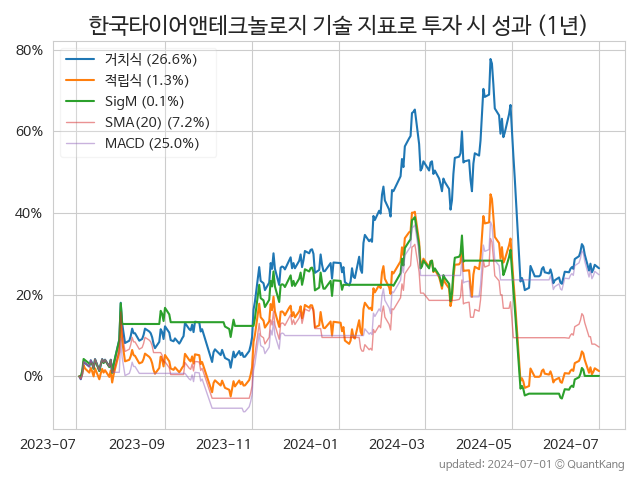 한국타이어앤테크놀로지 기술 지표로 투자 시 성과 (1년)
80%
60%
40%
20%
0%
거치식 (26.6%)
적립식 (1.3%)
SigM (0.1%)
SMA(20) (7.2%)
MACD (25.0%)
2023-07
2023-09
2023-11
2024-01
2024-03
2024-05
2024-07
updated: 2024-07-01 © QuantKang